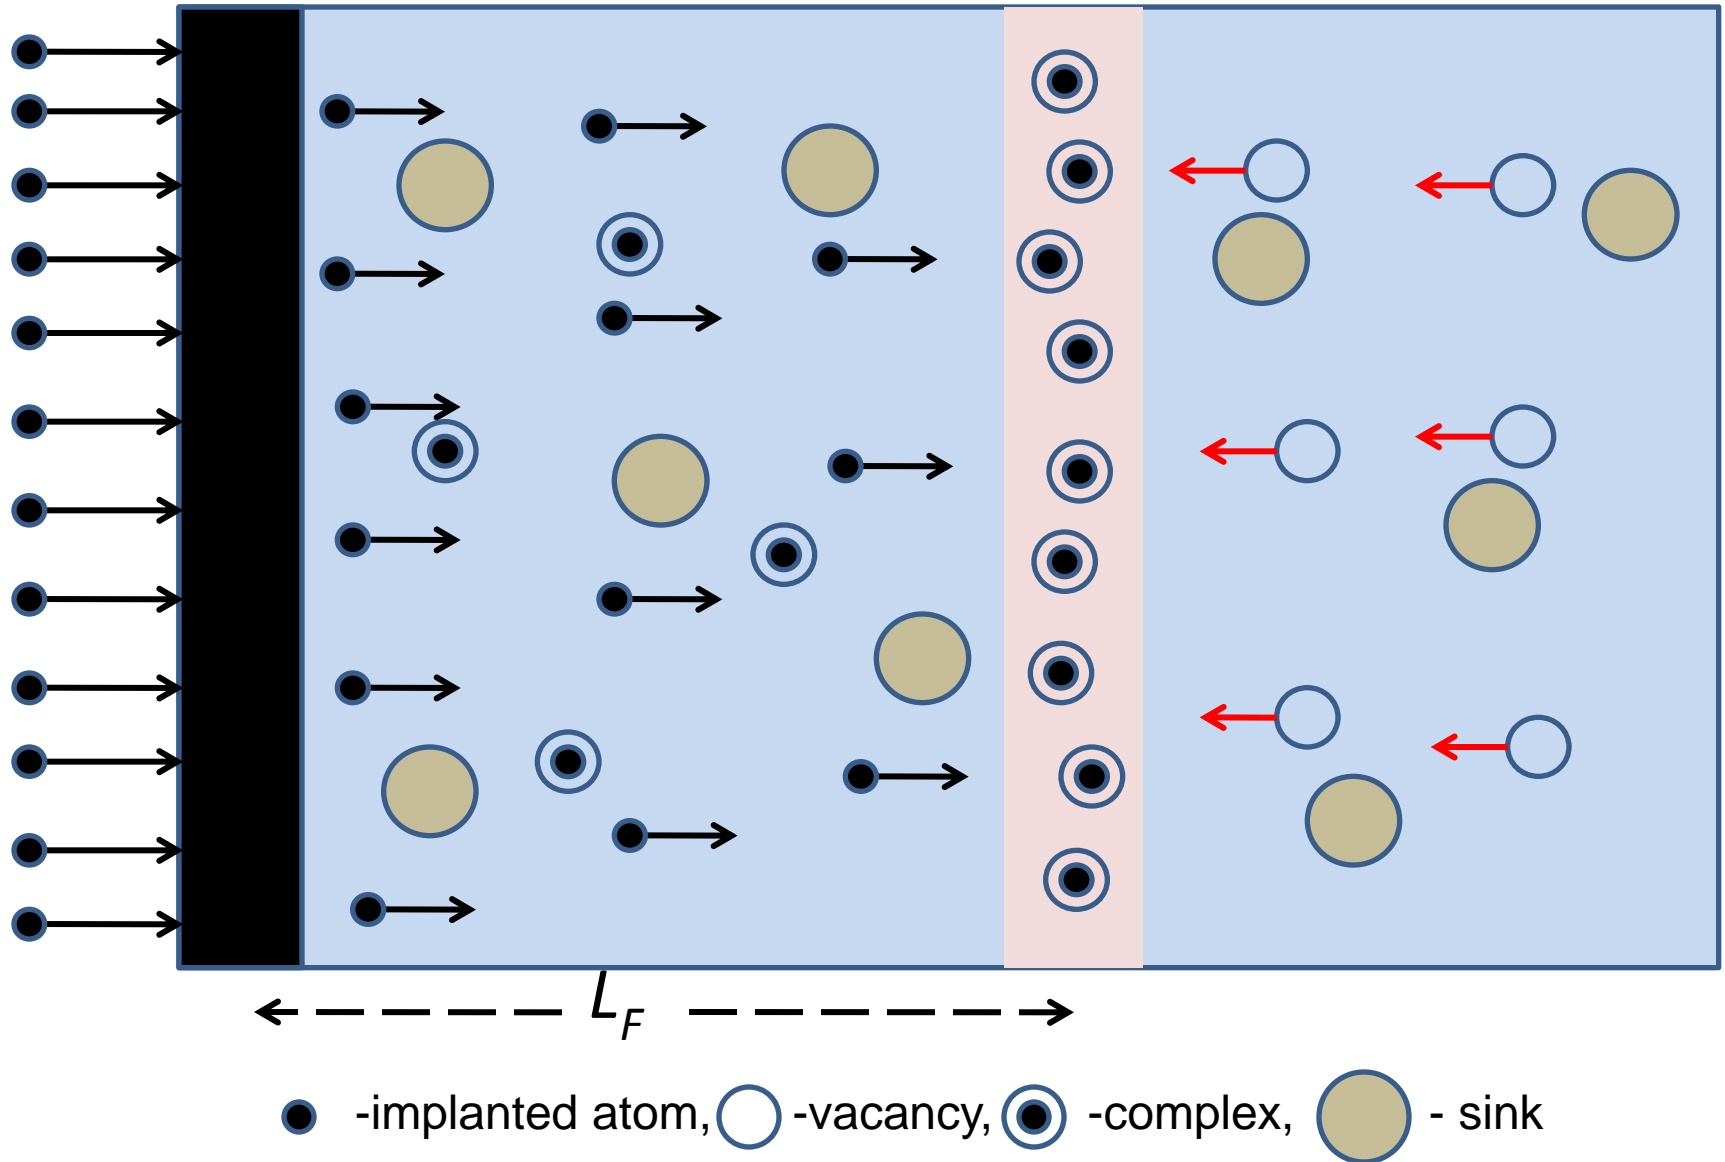 L_F
-implanted atom, -vacancy, -complex, - sink